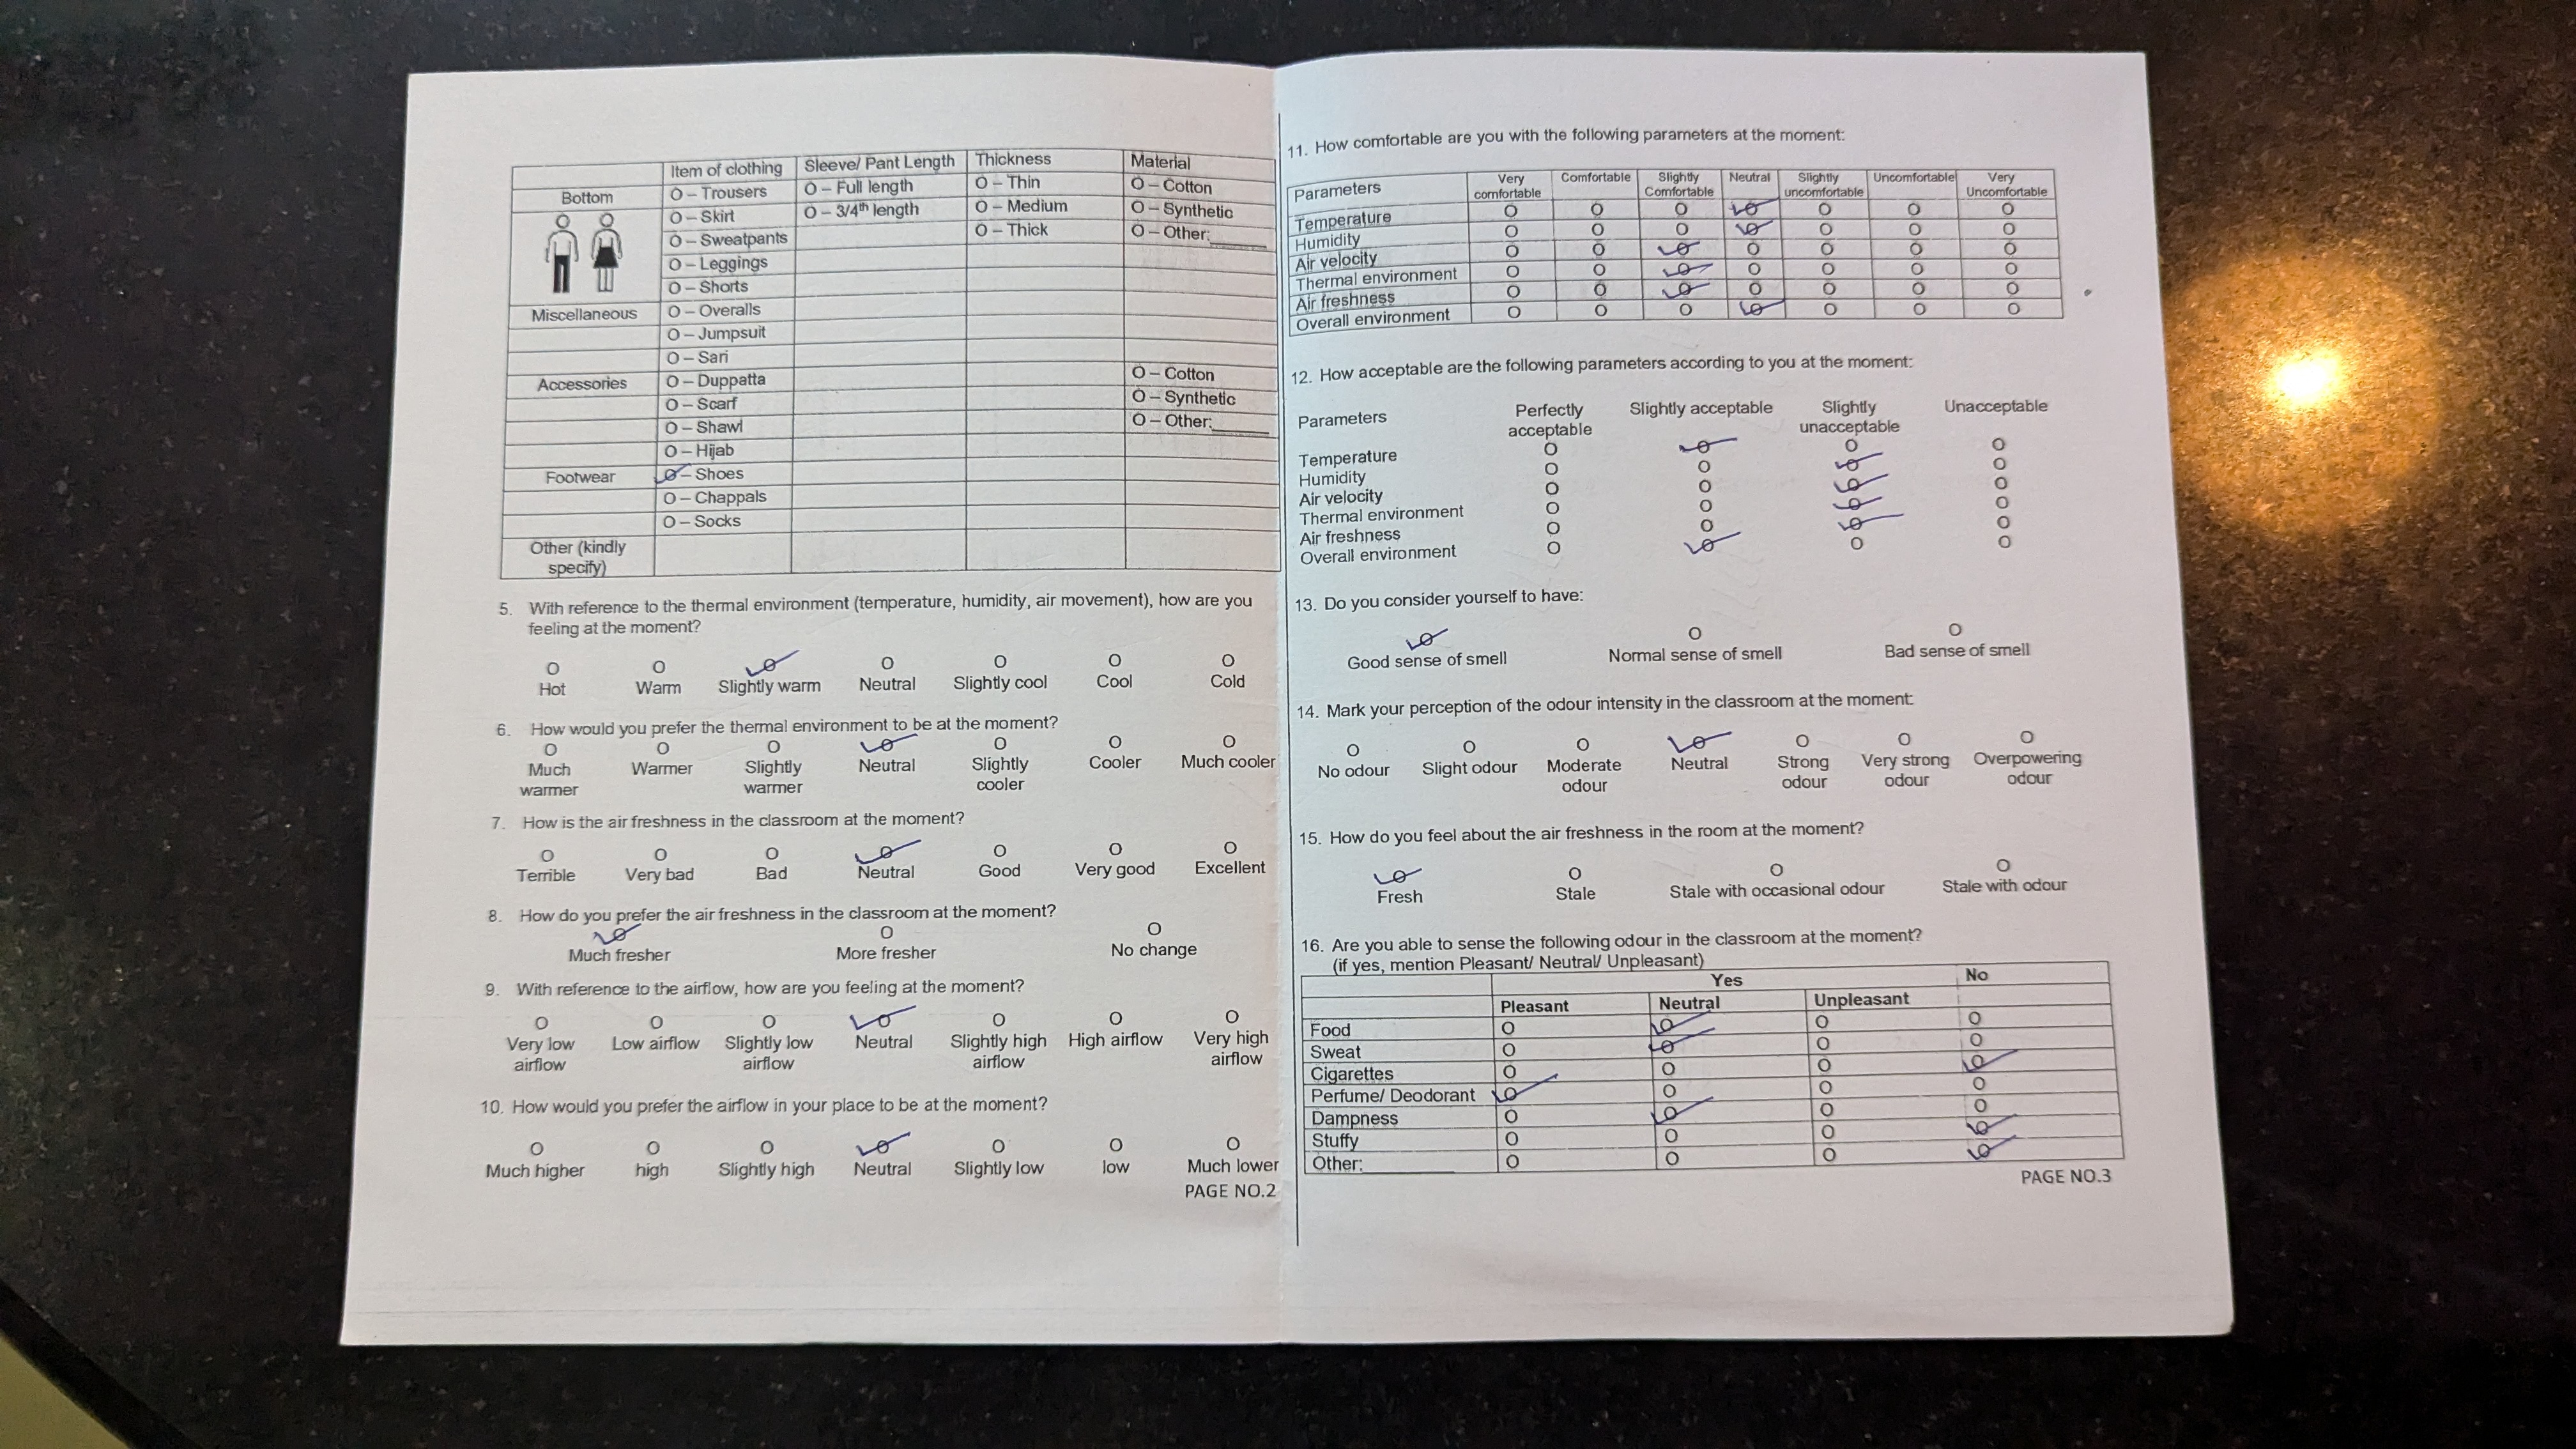 Item of clothing Sleeve/ Pant Length Thickness Material
Bottom O – Trousers O – Full length O – Thin O – Cotton
O – Skirt O – 3/4th length O – Medium O – Synthetic
O – Sweatpants O – Thick O – Other:______
O – Leggings
O – Shorts
Miscellaneous O – Overalls
O – Jumpsuit
O – Sari
Accessories O – Duppatta O – Cotton
O – Scarf O – Synthetic
O – Shawl O – Other:______
O – Hijab
Footwear O – Shoes
O – Chappals
O – Socks
Other (kindly
specify)
5. With reference to the thermal environment (temperature, humidity, air movement), how are you
feeling at the moment?
O O O O O O O
Hot Warm Slightly warm Neutral Slightly cool Cool Cold
6. How would you prefer the thermal environment to be at the moment?
O O O O O O O
Much Warmer Slightly Neutral Slightly Cooler Much cooler
warmer warmer cooler
7. How is the air freshness in the classroom at the moment?
O O O O O O O
Terrible Very bad Bad Neutral Good Very good Excellent
8. How do you prefer the air freshness in the classroom at the moment?
O O O
Much fresher More fresher No change
9. With reference to the airflow, how are you feeling at the moment?
O O O O O O O
Very low Low airflow Slightly low Neutral Slightly high High airflow Very high
airflow airflow airflow airflow
10. How would you prefer the airflow in your place to be at the moment?
O O O O O O O
Much higher high Slightly high Neutral Slightly low low Much lower
PAGE NO.2
11. How comfortable are you with the following parameters at the moment:
Parameters Very Comfortable Slightly Neutral Slightly Uncomfortable Very
comfortable Comfortable uncomfortable Uncomfortable
Temperature O O O O O O O
Humidity O O O O O O O
Air velocity O O O O O O O
Thermal environment O O O O O O O
Air freshness O O O O O O O
Overall environment O O O O O O O
12. How acceptable are the following parameters according to you at the moment:
Parameters Perfectly Slightly acceptable Slightly Unacceptable
acceptable unacceptable
Temperature O O O O
Humidity O O O O
Air velocity O O O O
Thermal environment O O O O
Air freshness O O O O
Overall environment O O O O
13. Do you consider yourself to have:
O O O
Good sense of smell Normal sense of smell Bad sense of smell
14. Mark your perception of the odour intensity in the classroom at the moment:
O O O O O O O
No odour Slight odour Moderate Neutral Strong Very strong Overpowering
odour odour odour odour
15. How do you feel about the air freshness in the room at the moment?
O O O O
Fresh Stale Stale with occasional odour Stale with odour
16. Are you able to sense the following odour in the classroom at the moment?
(if yes, mention Pleasant/ Neutral/ Unpleasant)
Yes No
Pleasant Neutral Unpleasant
Food O O O O
Sweat O O O O
Cigarettes O O O O
Perfume/ Deodorant O O O O
Dampness O O O O
Stuffy O O O O
Other:__________ O O O O
PAGE NO.3